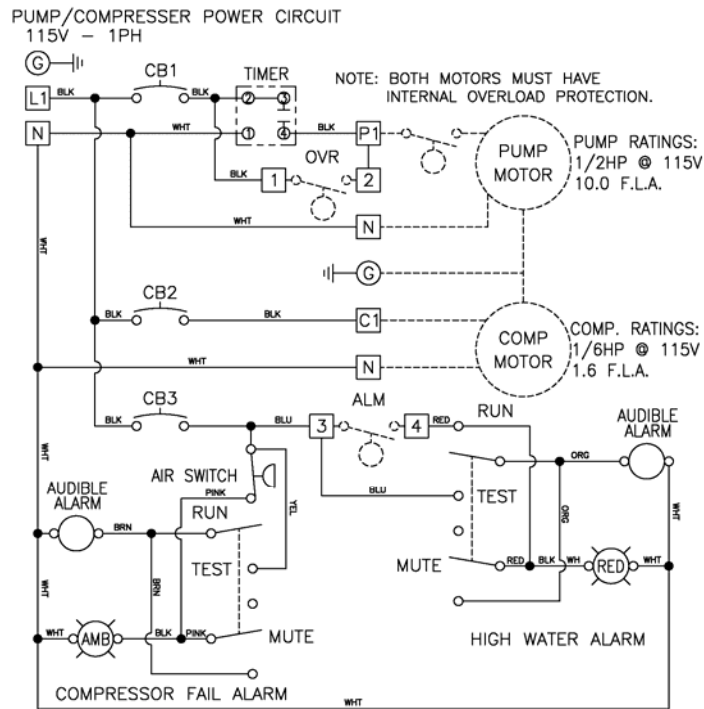 PUMP/COMPRESSER POWER CIRCUIT
115V - 1PH
G
CB1
TIMER
NOTE: BOTH MOTORS MUST HAVE
INTERNAL OVERLOAD PROTECTION.
L1
BLK
BLK
2
3
N
WHT
1
4
BLK
P1
PUMP
MOTOR
PUMP RATINGS:
1/2HP @ 115V
10.0 F.L.A.
OVR
BLK
1
2
WHT
N
WHT
G
CB2
BLK
BLK
C1
COMP
MOTOR
COMP. RATINGS:
1/6HP @ 115V
1.6 F.L.A.
WHT
N
ALM
CB3
BLK
BLU
3
4
RED
RUN
AUDIBLE
ALARM
WHT
AIR SWITCH
ORG
PINK
YEL
BLU
TEST
ORG
WHT
AUDIBLE
ALARM
RUN
BRN
MUTE
RED
BLK
WH
RED
WHT
TEST
WHT
BRN
WHT
AMB
BLK
PINK
MUTE
HIGH WATER ALARM
COMPRESSOR FAIL ALARM
WHT